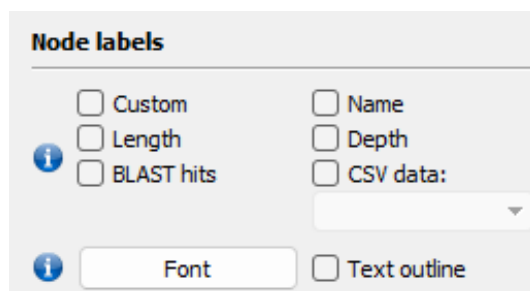 Node labels
Custom Name
Length Depth
BLAST hits CSV data:
Font Text outline